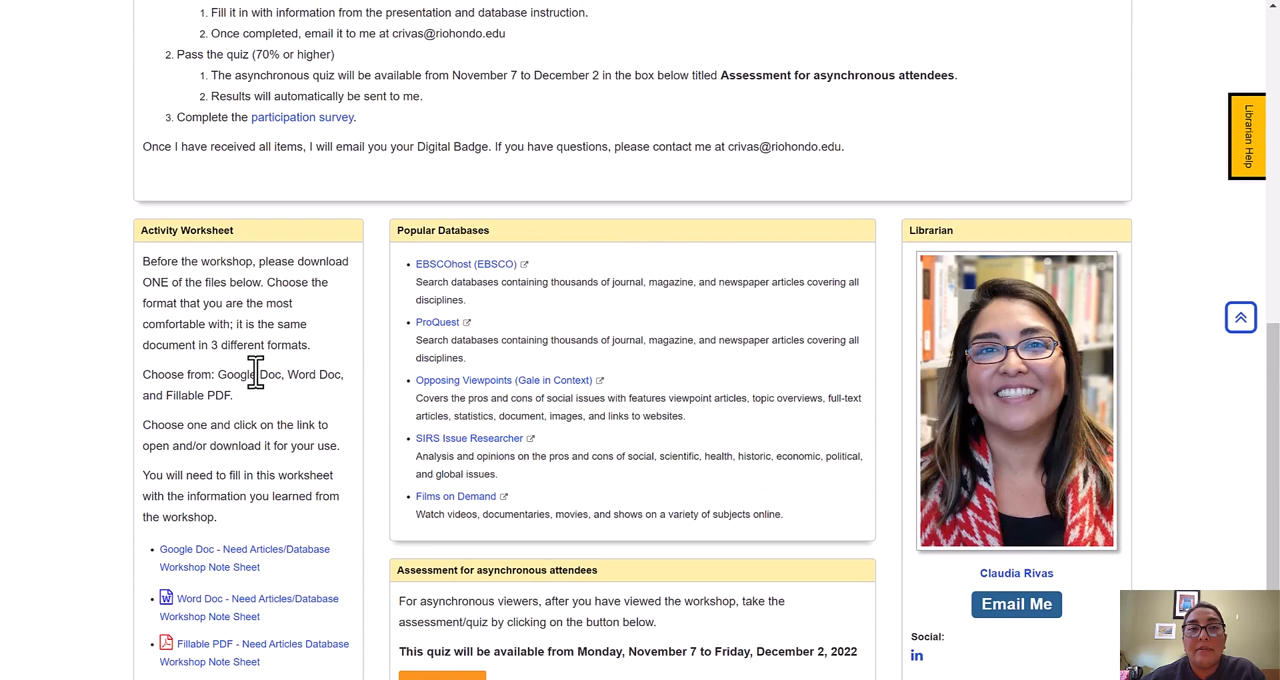 1. Fill it in with information from the presentation and database instruction.
2. Once completed, email it to me at crivas@riohondo.edu
2. Pass the quiz (70% or higher)
1. The asynchronous quiz will be available from November 7 to December 2 in the box below titled Assessment for asynchronous attendees.
2. Results will automatically be sent to me.
3. Complete the participation survey.
Once I have received all items, I will email you your Digital Badge. If you have questions, please contact me at crivas@riohondo.edu.
Librarian Help
Activity Worksheet
Before the workshop, please download
ONE of the files below. Choose the
format that you are the most
comfortable with; it is the same
document in 3 different formats.
Choose from: Google Doc, Word Doc,
and Fillable PDF.
Choose one and click on the link to
open and/or download it for your use.
You will need to fill in this worksheet
with the information you learned from
the workshop.
Google Doc - Need Articles/Database
Workshop Note Sheet
Word Doc - Need Articles/Database
Workshop Note Sheet
Fillable PDF - Need Articles Database
Workshop Note Sheet
Popular Databases
EBSCOhost (EBSCO)
Search databases containing thousands of journal, magazine, and newspaper articles covering all
disciplines.
ProQuest
Search databases containing thousands of journal, magazine, and newspaper articles covering all
disciplines.
Opposing Viewpoints (Gale in Context)
Covers the pros and cons of social issues with features viewpoint articles, topic overviews, full-text
articles, statistics, document, images, and links to websites.
SIRS Issue Researcher
Analysis and opinions on the pros and cons of social, scientific, health, historic, economic, political,
and global issues.
Films on Demand
Watch videos, documentaries, movies, and shows on a variety of subjects online.
Assessment for asynchronous attendees
For asynchronous viewers, after you have viewed the workshop, take the
assessment/quiz by clicking on the button below.
This quiz will be available from Monday, November 7 to Friday, December 2, 2022
Librarian
Claudia Rivas
Email Me
Social:
in